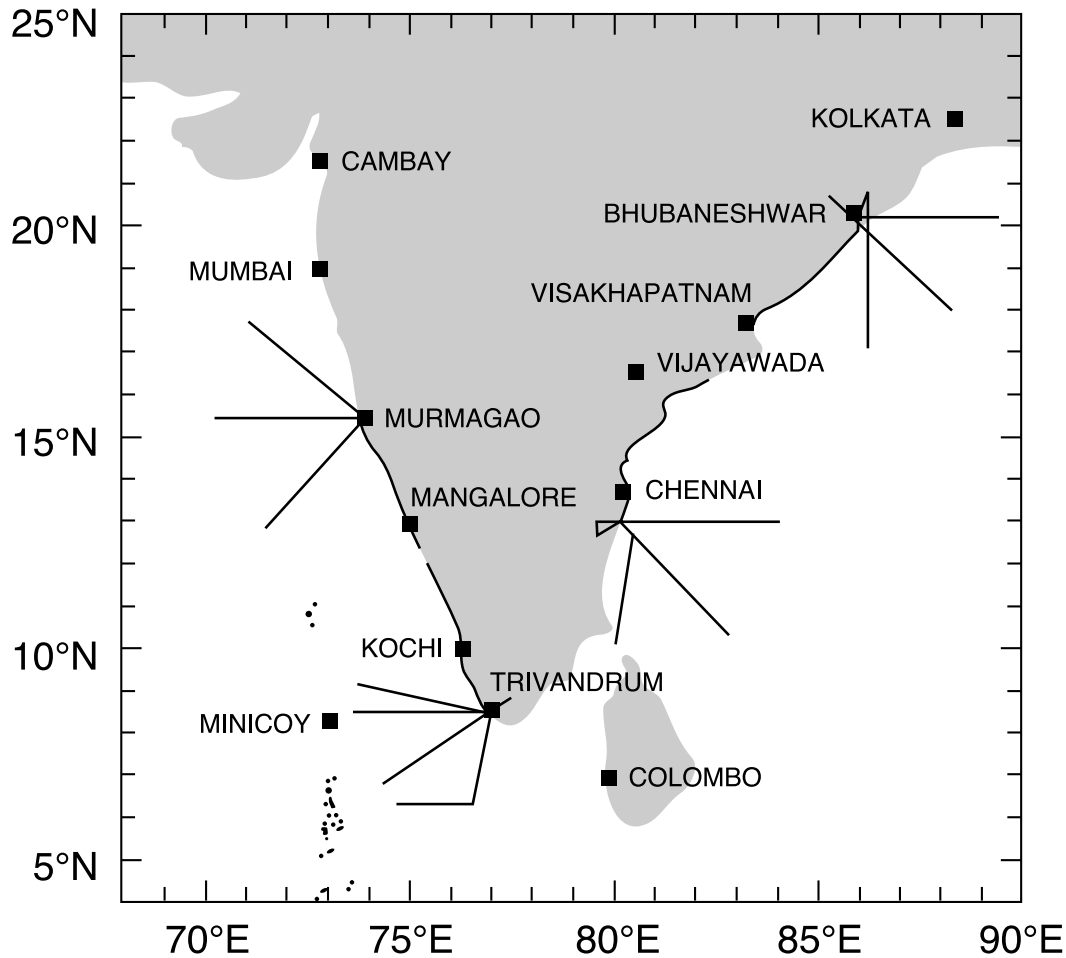 25°N
KOLKATA
CAMBAY
BHUBANESHWAR
20°N
MUMBAI
VISAKHAPATNAM
VIJAYAWADA
MURMAGAO
15°N
CHENNAI
MANGALORE
10°N
KOCHI
TRIVANDRUM
MINICOY
COLOMBO
5°N
70°E 75°E 80°E 85°E 90°E